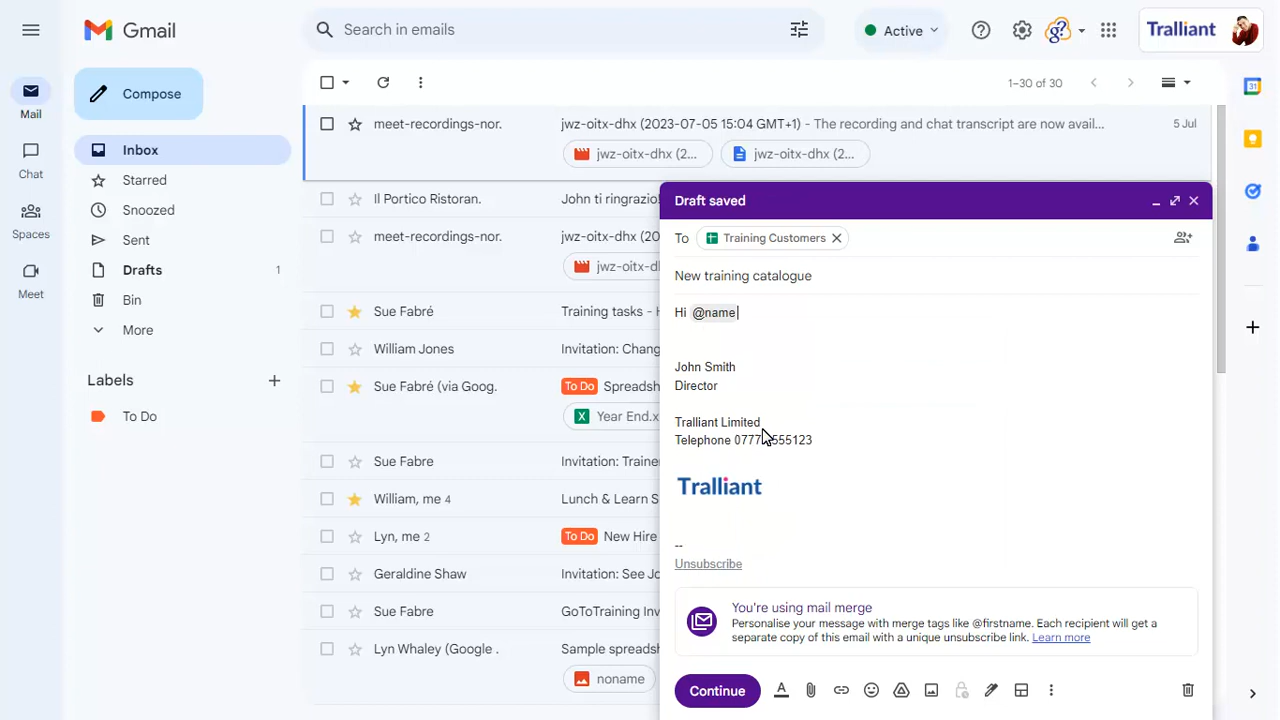 Gmail
Search in emails
Active
Tralliant
Compose
Mail
Chat
Spaces
Meet
Inbox
Starred
Snoozed
Sent
Drafts 1
Bin
More
Labels
To Do
1–30 of 30
meet-recordings-nor. jwz-oitx-dhx (2023-07-05 15:04 GMT+1) - The recording and chat transcript are now avail... 5 Jul
jwz-oitx-dhx (2... jwz-oitx-dhx (2...
Il Portico Ristoran. John ti ringrazio!
meet-recordings-nor. jwz-oitx-dhx (20
jwz-oitx-d
Sue Fabré Training tasks - H
William Jones Invitation: Chang
Sue Fabré (via Goog. To Do Spreadsh
Year End.x
Sue Fabre Invitation: Trainer
William, me 4 Lunch & Learn S
Lyn, me 2 To Do New Hire
Geraldine Shaw Invitation: See Jo
Sue Fabre GoToTraining Inv
Lyn Whaley (Google . Sample spreadsh
noname
Draft saved
To Training Customers
New training catalogue
Hi @name
John Smith
Director
Tralliant Limited
Telephone 0777 555123
Tralliant
--
Unsubscribe
You're using mail merge
Personalise your message with merge tags like @firstname. Each recipient will get a
separate copy of this email with a unique unsubscribe link. Learn more
Continue